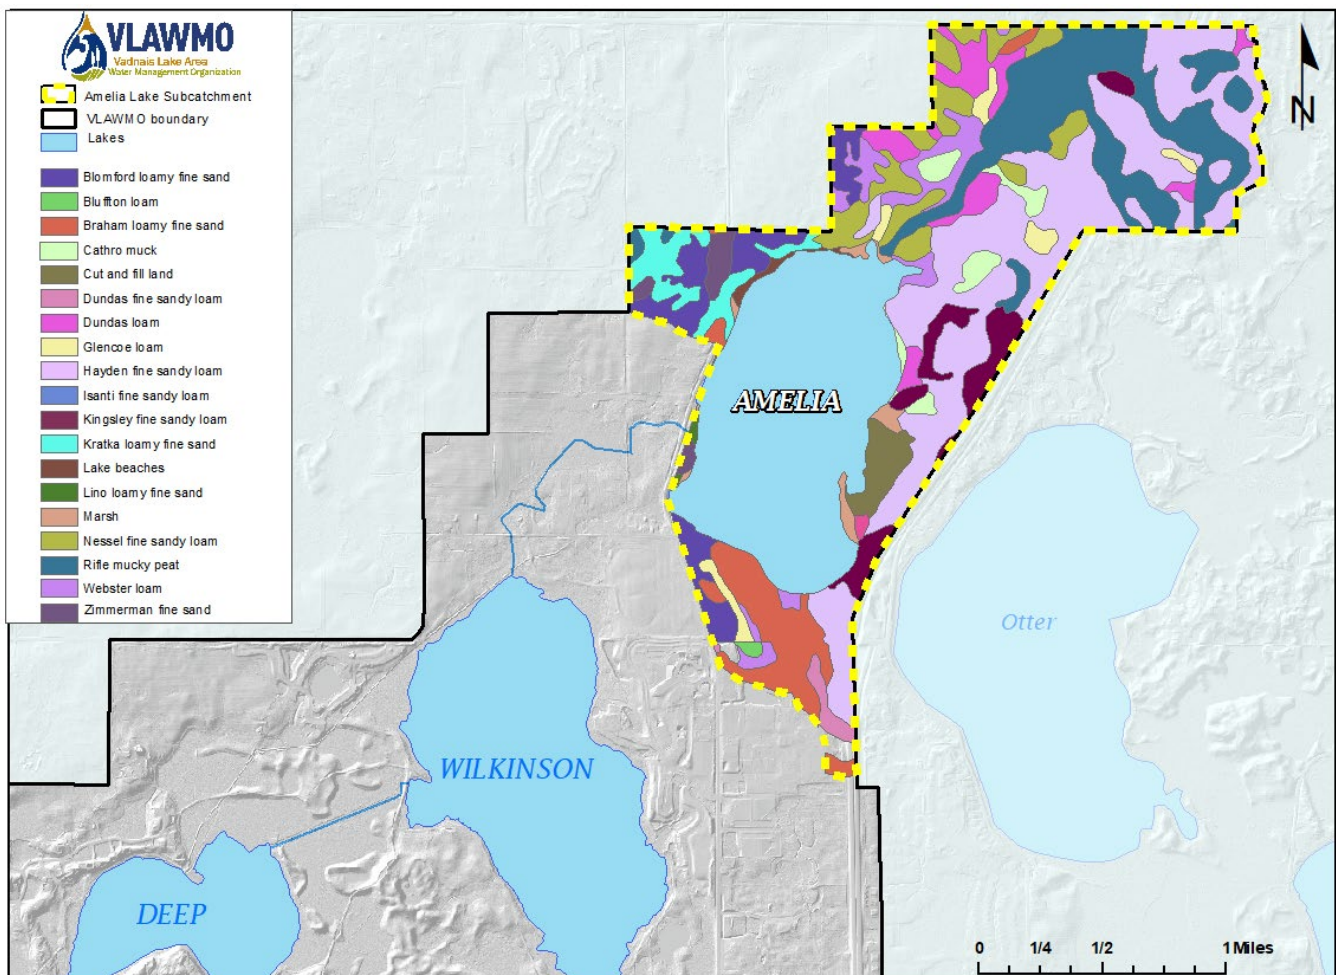 VLAWMO
Vadnais Lake Area
Water Management Organization
Amelia Lake Subcatchment
VLAWMO boundary
Lakes
Blomford loamy fine sand
Bluffton loam
Braham loamy fine sand
Cathro muck
Cut and fill land
Dundas fine sandy loam
Dundas loam
Glencoe loam
Hayden fine sandy loam
Isanti fine sandy loam
Kingsley fine sandy loam
Kratka loamy fine sand
Lake beaches
Lino loamy fine sand
Marsh
Nessel fine sandy loam
Rifle mucky peat
Webster loam
Zimmerman fine sand
N
AMELIA
Otter
WILKINSON
DEEP
0 1/4 1/2 1 Miles